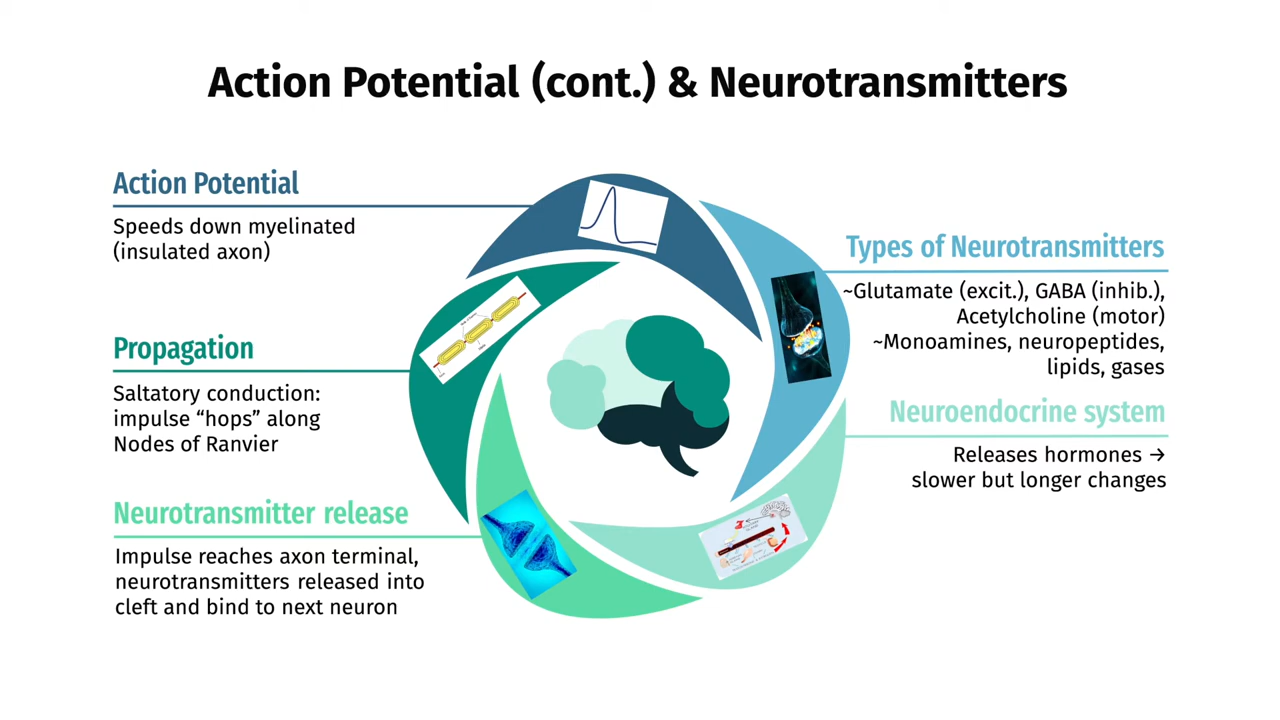 Action Potential (cont.) & Neurotransmitters
Action Potential
Speeds down myelinated
(insulated axon)
Propagation
Saltatory conduction:
impulse “hops” along
Nodes of Ranvier
Neurotransmitter release
Impulse reaches axon terminal,
neurotransmitters released into
cleft and bind to next neuron
Types of Neurotransmitters
~Glutamate (excit.), GABA (inhib.),
Acetylcholine (motor)
~Monoamines, neuropeptides,
lipids, gases
Neuroendocrine system
Releases hormones →
slower but longer changes